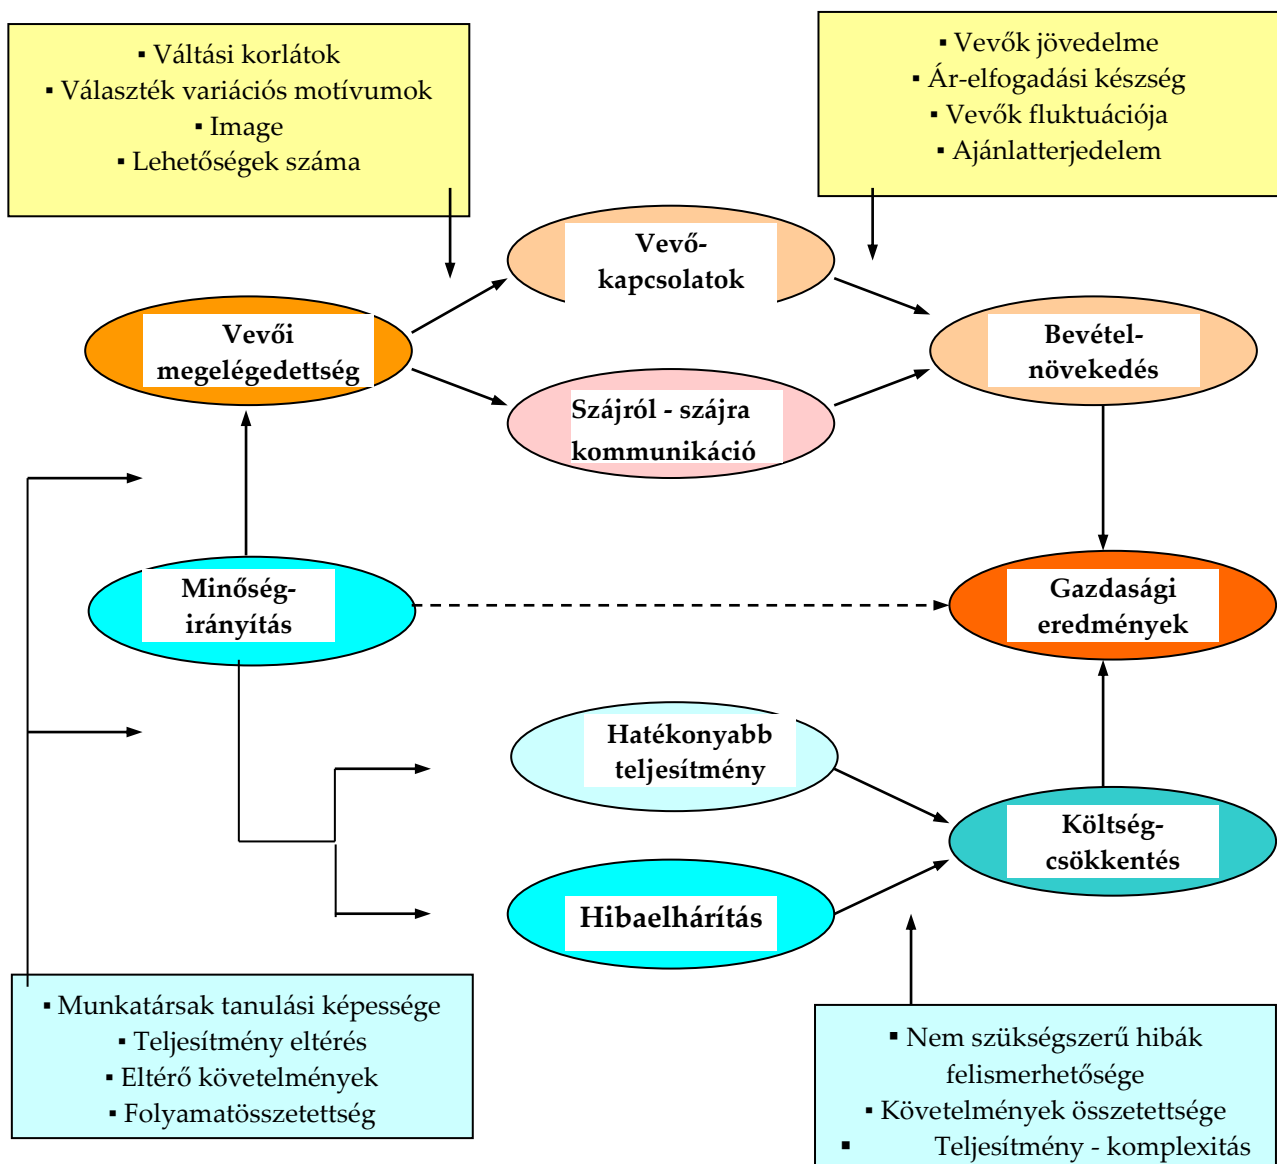 ▪ Váltási korlátok
▪ Választék variációs motívumok
▪ Image
▪ Lehetőségek száma
▪ Vevők jövedelme
▪ Ár-elfogadási készség
▪ Vevők fluktuációja
▪ Ajánlatterjedelem
Vevő-
kapcsolatok
Vevői
megelégedettség
Bevétel-
növekedés
Szájról - szájra
kommunikáció
Minőség-
irányítás
Gazdasági
eredmények
Hatékonyabb
teljesítmény
Költség-
csökkentés
Hibaelhárítás
▪ Munkatársak tanulási képessége
▪ Teljesítmény eltérés
▪ Eltérő követelmények
▪ Folyamatösszetettség
▪ Nem szükségszerű hibák
felismerhetősége
▪ Követelmények összetettsége
▪ Teljesítmény - komplexitás